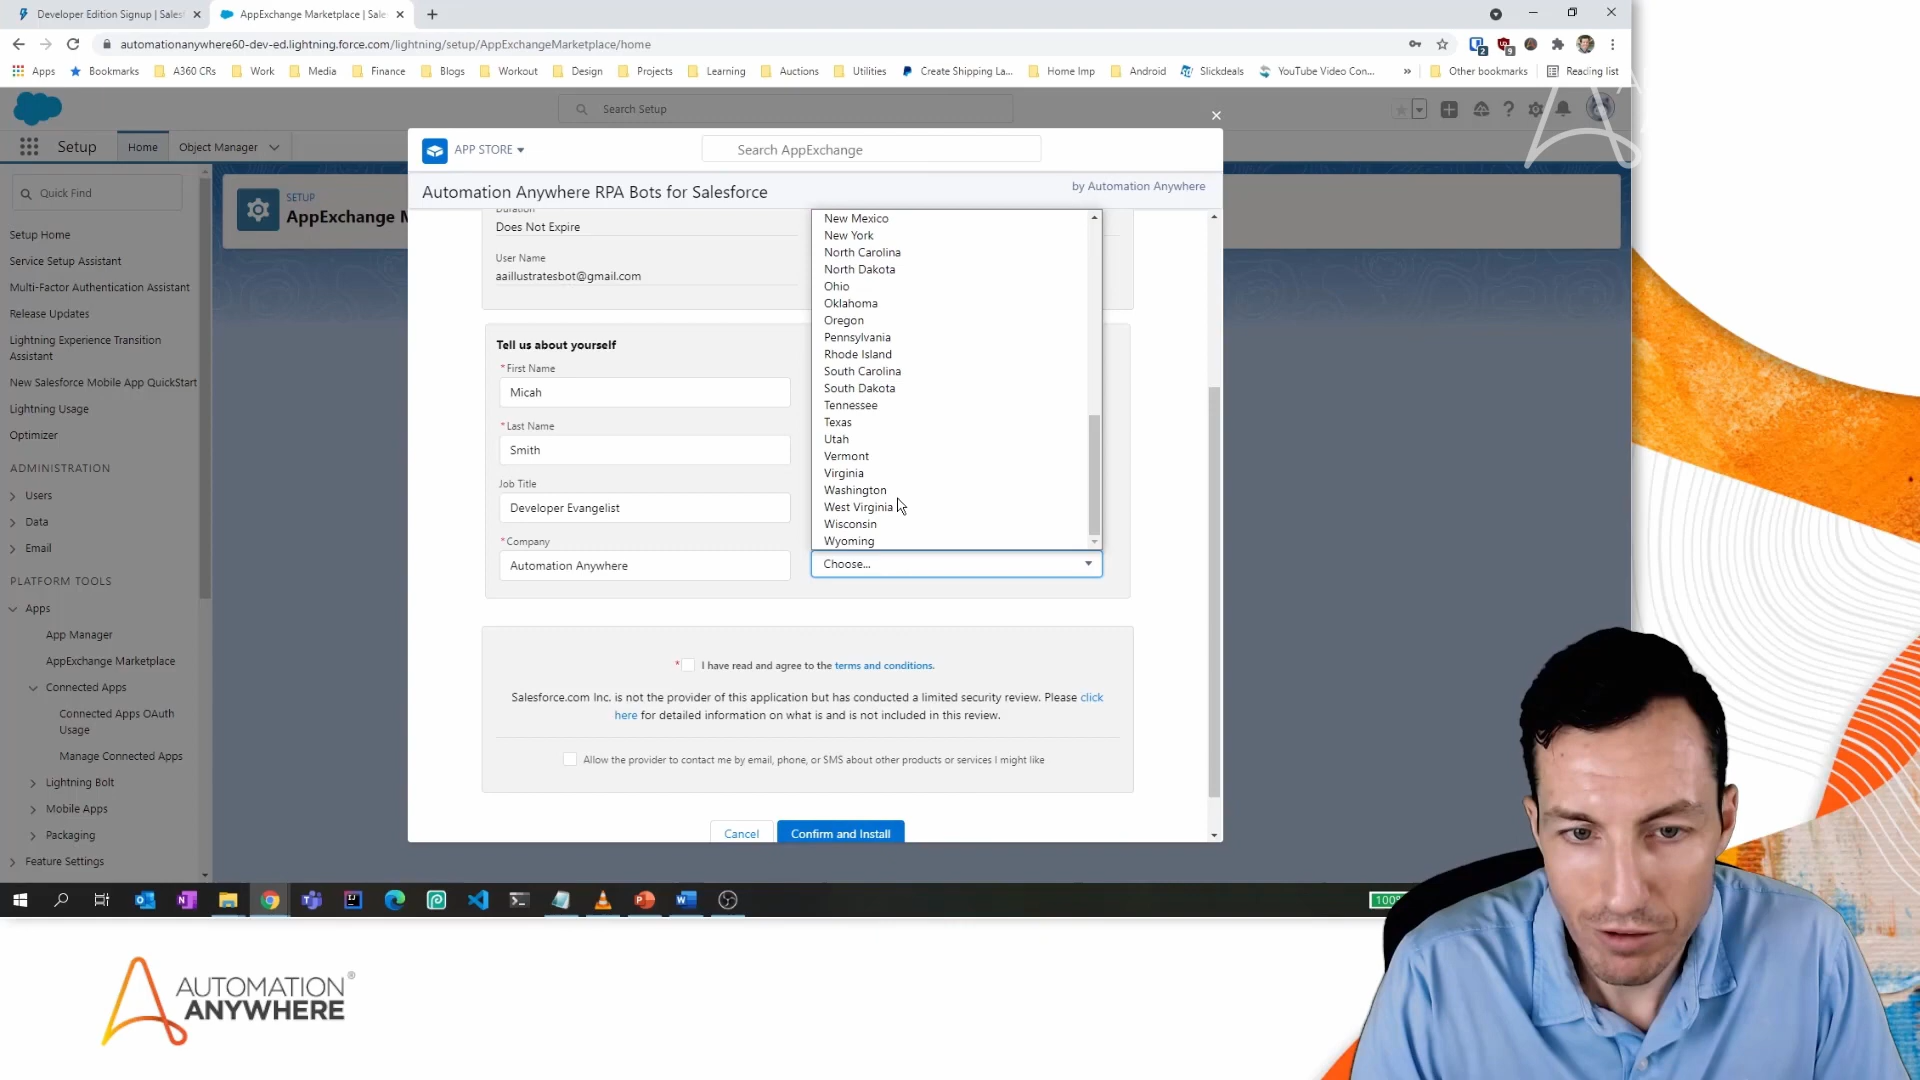 Developer Edition Signup | Sales
AppExchange Marketplace | Sale
automationanywhere60-dev-ed.lightning.force.com/lightning/setup/AppExchangeMarketplace/home
Apps
Bookmarks
A360 CRs
Work
Media
Finance
Blogs
Workout
Design
Projects
Learning
Auctions
Utilities
Create Shipping La...
Home Imp
Android
Slickdeals
YouTube Video Con...
Other bookmarks
Reading list
Search Setup
Setup
Home
Object Manager
Quick Find
SETUP
AppExchange M
Setup Home
Service Setup Assistant
Multi-Factor Authentication Assistant
Release Updates
Lightning Experience Transition
Assistant
New Salesforce Mobile App QuickStart
Lightning Usage
Optimizer
ADMINISTRATION
Users
Data
Email
PLATFORM TOOLS
Apps
App Manager
AppExchange Marketplace
Connected Apps
Connected Apps OAuth
Usage
Manage Connected Apps
Lightning Bolt
Mobile Apps
Packaging
Feature Settings
APP STORE
Search AppExchange
Automation Anywhere RPA Bots for Salesforce
by Automation Anywhere
Duration
Does Not Expire
User Name
aaillustratesbot@gmail.com
Tell us about yourself
* First Name
Micah
* Last Name
Smith
Job Title
Developer Evangelist
* Company
Automation Anywhere
New Mexico
New York
North Carolina
North Dakota
Ohio
Oklahoma
Oregon
Pennsylvania
Rhode Island
South Carolina
South Dakota
Tennessee
Texas
Utah
Vermont
Virginia
Washington
West Virginia
Wisconsin
Wyoming
Choose...
* I have read and agree to the terms and conditions.
Salesforce.com Inc. is not the provider of this application but has conducted a limited security review. Please click
here for detailed information on what is and is not included in this review.
Allow the provider to contact me by email, phone, or SMS about other products or services I might like
Cancel
Confirm and Install
100%
AUTOMATION®
ANYWHERE